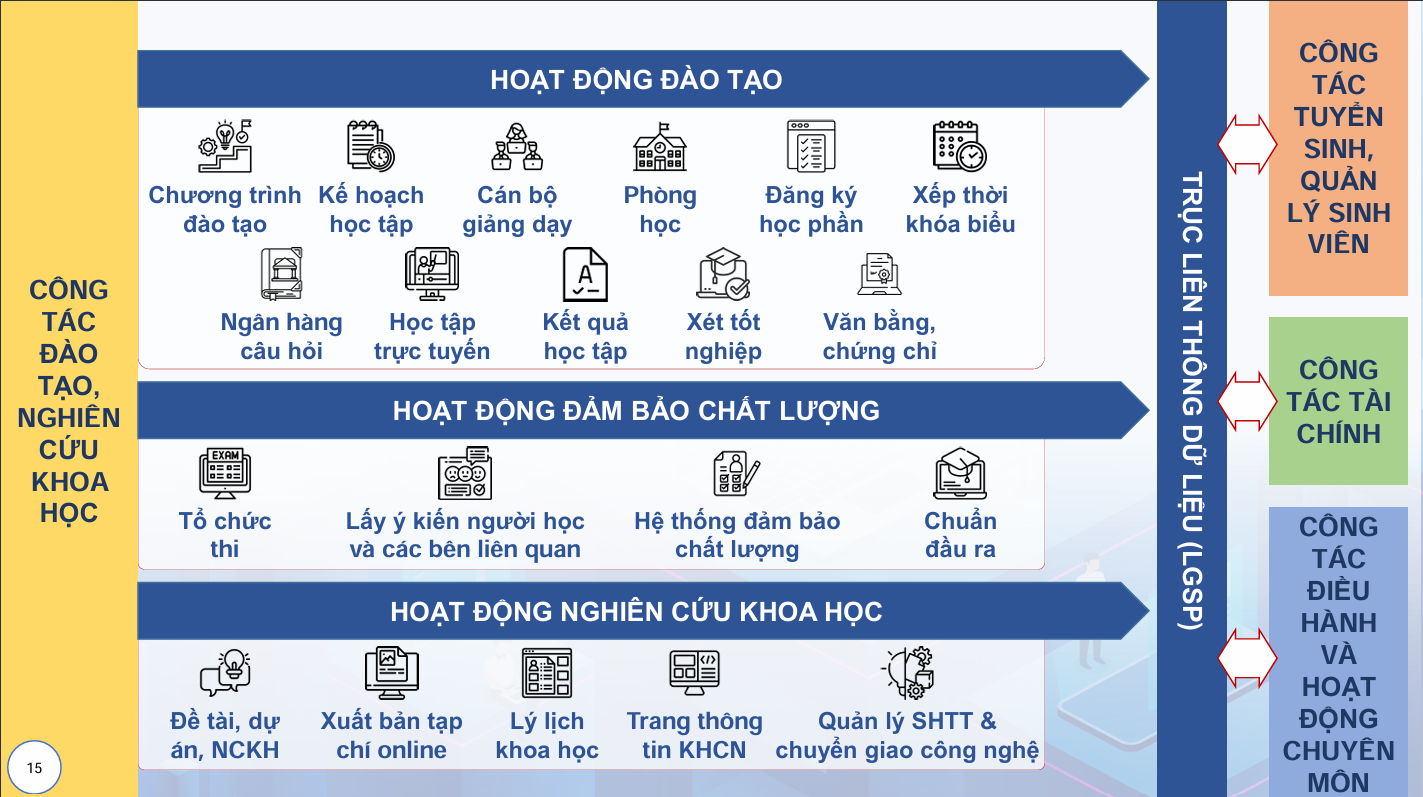 CÔNG
TÁC
ĐÀO
TẠO,
NGHIÊN
CỨU
KHOA
HỌC
HOẠT ĐỘNG ĐÀO TẠO
Chương trình
đào tạo
Kế hoạch
học tập
Cán bộ
giảng dạy
Phòng
học
Đăng ký
học phần
Xếp thời
khóa biểu
Ngân hàng
câu hỏi
Học tập
trực tuyến
A
Kết quả
học tập
Xét tốt
nghiệp
Văn bằng,
chứng chỉ
HOẠT ĐỘNG ĐẢM BẢO CHẤT LƯỢNG
EXAM
Tổ chức
thi
Lấy ý kiến người học
và các bên liên quan
Hệ thống đảm bảo
chất lượng
Chuẩn
đầu ra
HOẠT ĐỘNG NGHIÊN CỨU KHOA HỌC
Đề tài, dự
án, NCKH
Xuất bản tạp
chí online
Lý lịch
khoa học
</>
Trang thông
tin KHCN
Quản lý SHTT &
chuyển giao công nghệ
TRỤC LIÊN THÔNG DỮ LIỆU (LGSP)
CÔNG
TÁC
TUYỂN
SINH,
QUẢN
LÝ SINH
VIÊN
CÔNG
TÁC TÀI
CHÍNH
CÔNG
TÁC
ĐIỀU
HÀNH
VÀ
HOẠT
ĐỘNG
CHUYÊN
MÔN
15